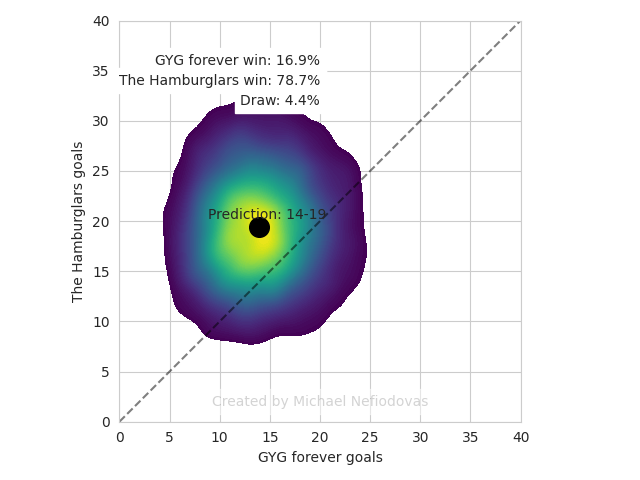 40
35
30
25
20
15
10
5
0
The Hamburglars goals
GYG forever win: 16.9%
The Hamburglars win: 78.7%
Draw: 4.4%
Prediction: 14-19
Created by Michael Nefiodovas
0 5 10 15 20 25 30 35 40
GYG forever goals